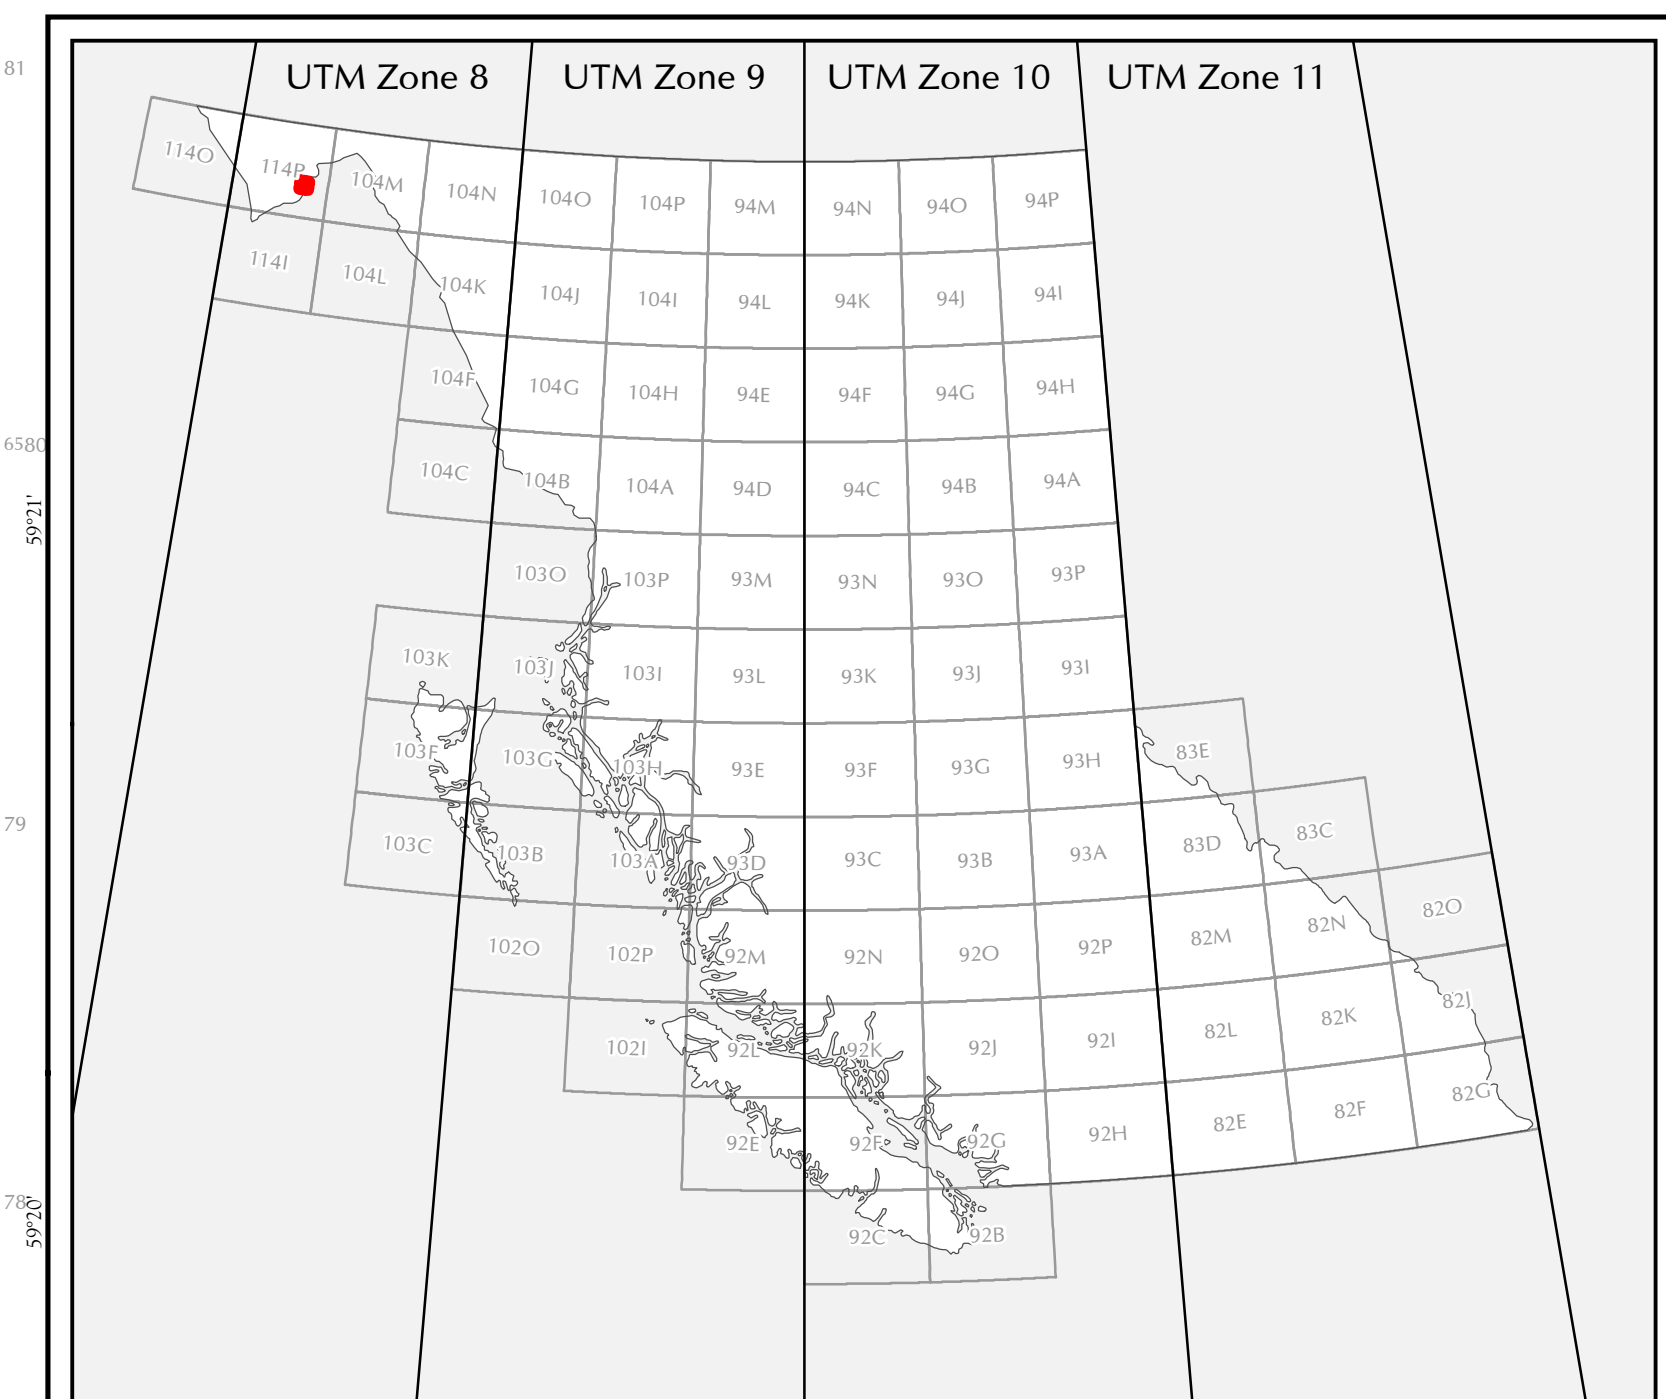 UTM Zone 8 UTM Zone 9 UTM Zone 10 UTM Zone 11
81
114O 114P 104M 104N 104O 104P 94M 94N 94O 94P
114I 104L 104K 104J 104I 94L 94K 94J 94I
104F 104G 104H 94E 94F 94G 94H
6580
104C 104B 104A 94D 94C 94B 94A
59°21'
103O 103P 93M 93N 93O 93P
103K 103J 103I 93L 93K 93J 93I
103F 103G 103H 93E 93F 93G 93H 83E
79
103C 103B 103A 93D 93C 93B 93A 83D 83C
102O 102P 92M 92N 92O 92P 82M 82N 82O
102I 92L 92K 92J 92I 82L 82K 82J
92E 92F 92G 92H 82E 82F 82G
78
59°20'
92C 92B